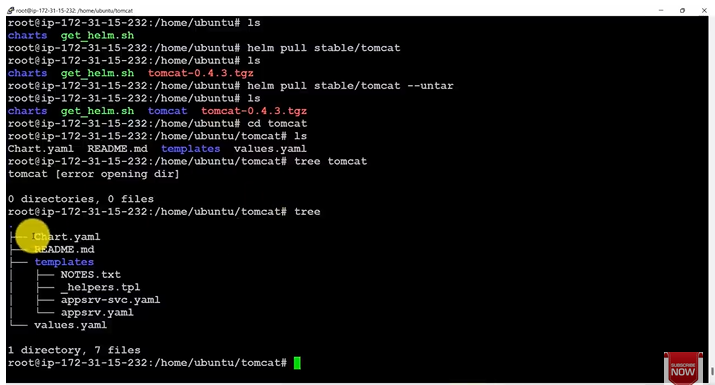 root@ip-172-31-15-232: /home/ubuntu/tomcat
root@ip-172-31-15-232:/home/ubuntu# ls
charts  get_helm.sh
root@ip-172-31-15-232:/home/ubuntu# helm pull stable/tomcat
root@ip-172-31-15-232:/home/ubuntu# ls
charts  get_helm.sh  tomcat-0.4.3.tgz
root@ip-172-31-15-232:/home/ubuntu# helm pull stable/tomcat --untar
root@ip-172-31-15-232:/home/ubuntu# ls
charts  get_helm.sh  tomcat  tomcat-0.4.3.tgz
root@ip-172-31-15-232:/home/ubuntu# cd tomcat
root@ip-172-31-15-232:/home/ubuntu/tomcat# ls
Chart.yaml  README.md  templates  values.yaml
root@ip-172-31-15-232:/home/ubuntu/tomcat# tree tomcat
tomcat [error opening dir]
0 directories, 0 files
root@ip-172-31-15-232:/home/ubuntu/tomcat# tree
.
├── Chart.yaml
├── README.md
├── templates
│   ├── NOTES.txt
│   ├── _helpers.tpl
│   ├── appsrv-svc.yaml
│   └── appsrv.yaml
└── values.yaml
1 directory, 7 files
root@ip-172-31-15-232:/home/ubuntu/tomcat#
SUBSCRIBE
NOW